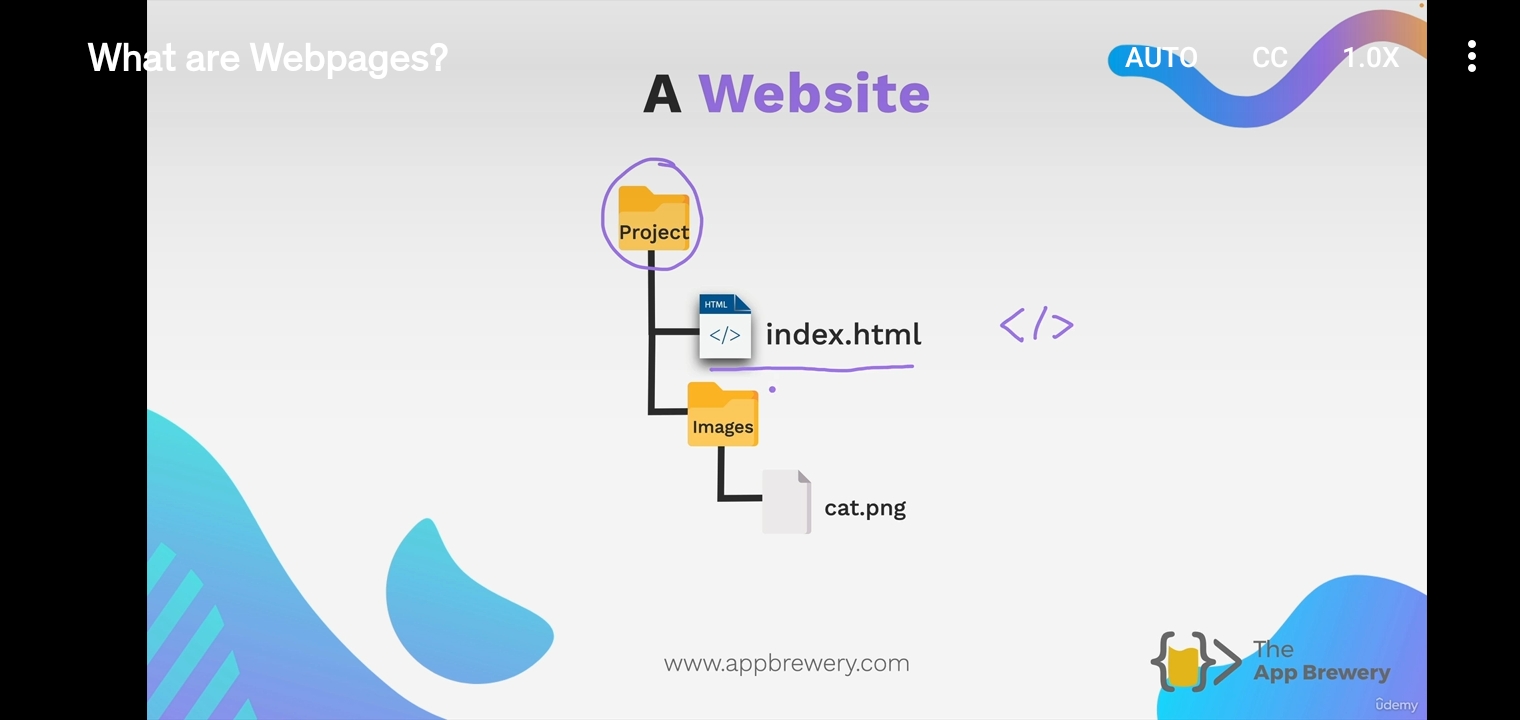 What are Webpages?
AUTO CC 1.0X
A Website
Project
HTML
</>
index.html
</>
Images
cat.png
www.appbrewery.com
The
App Brewery
udemy